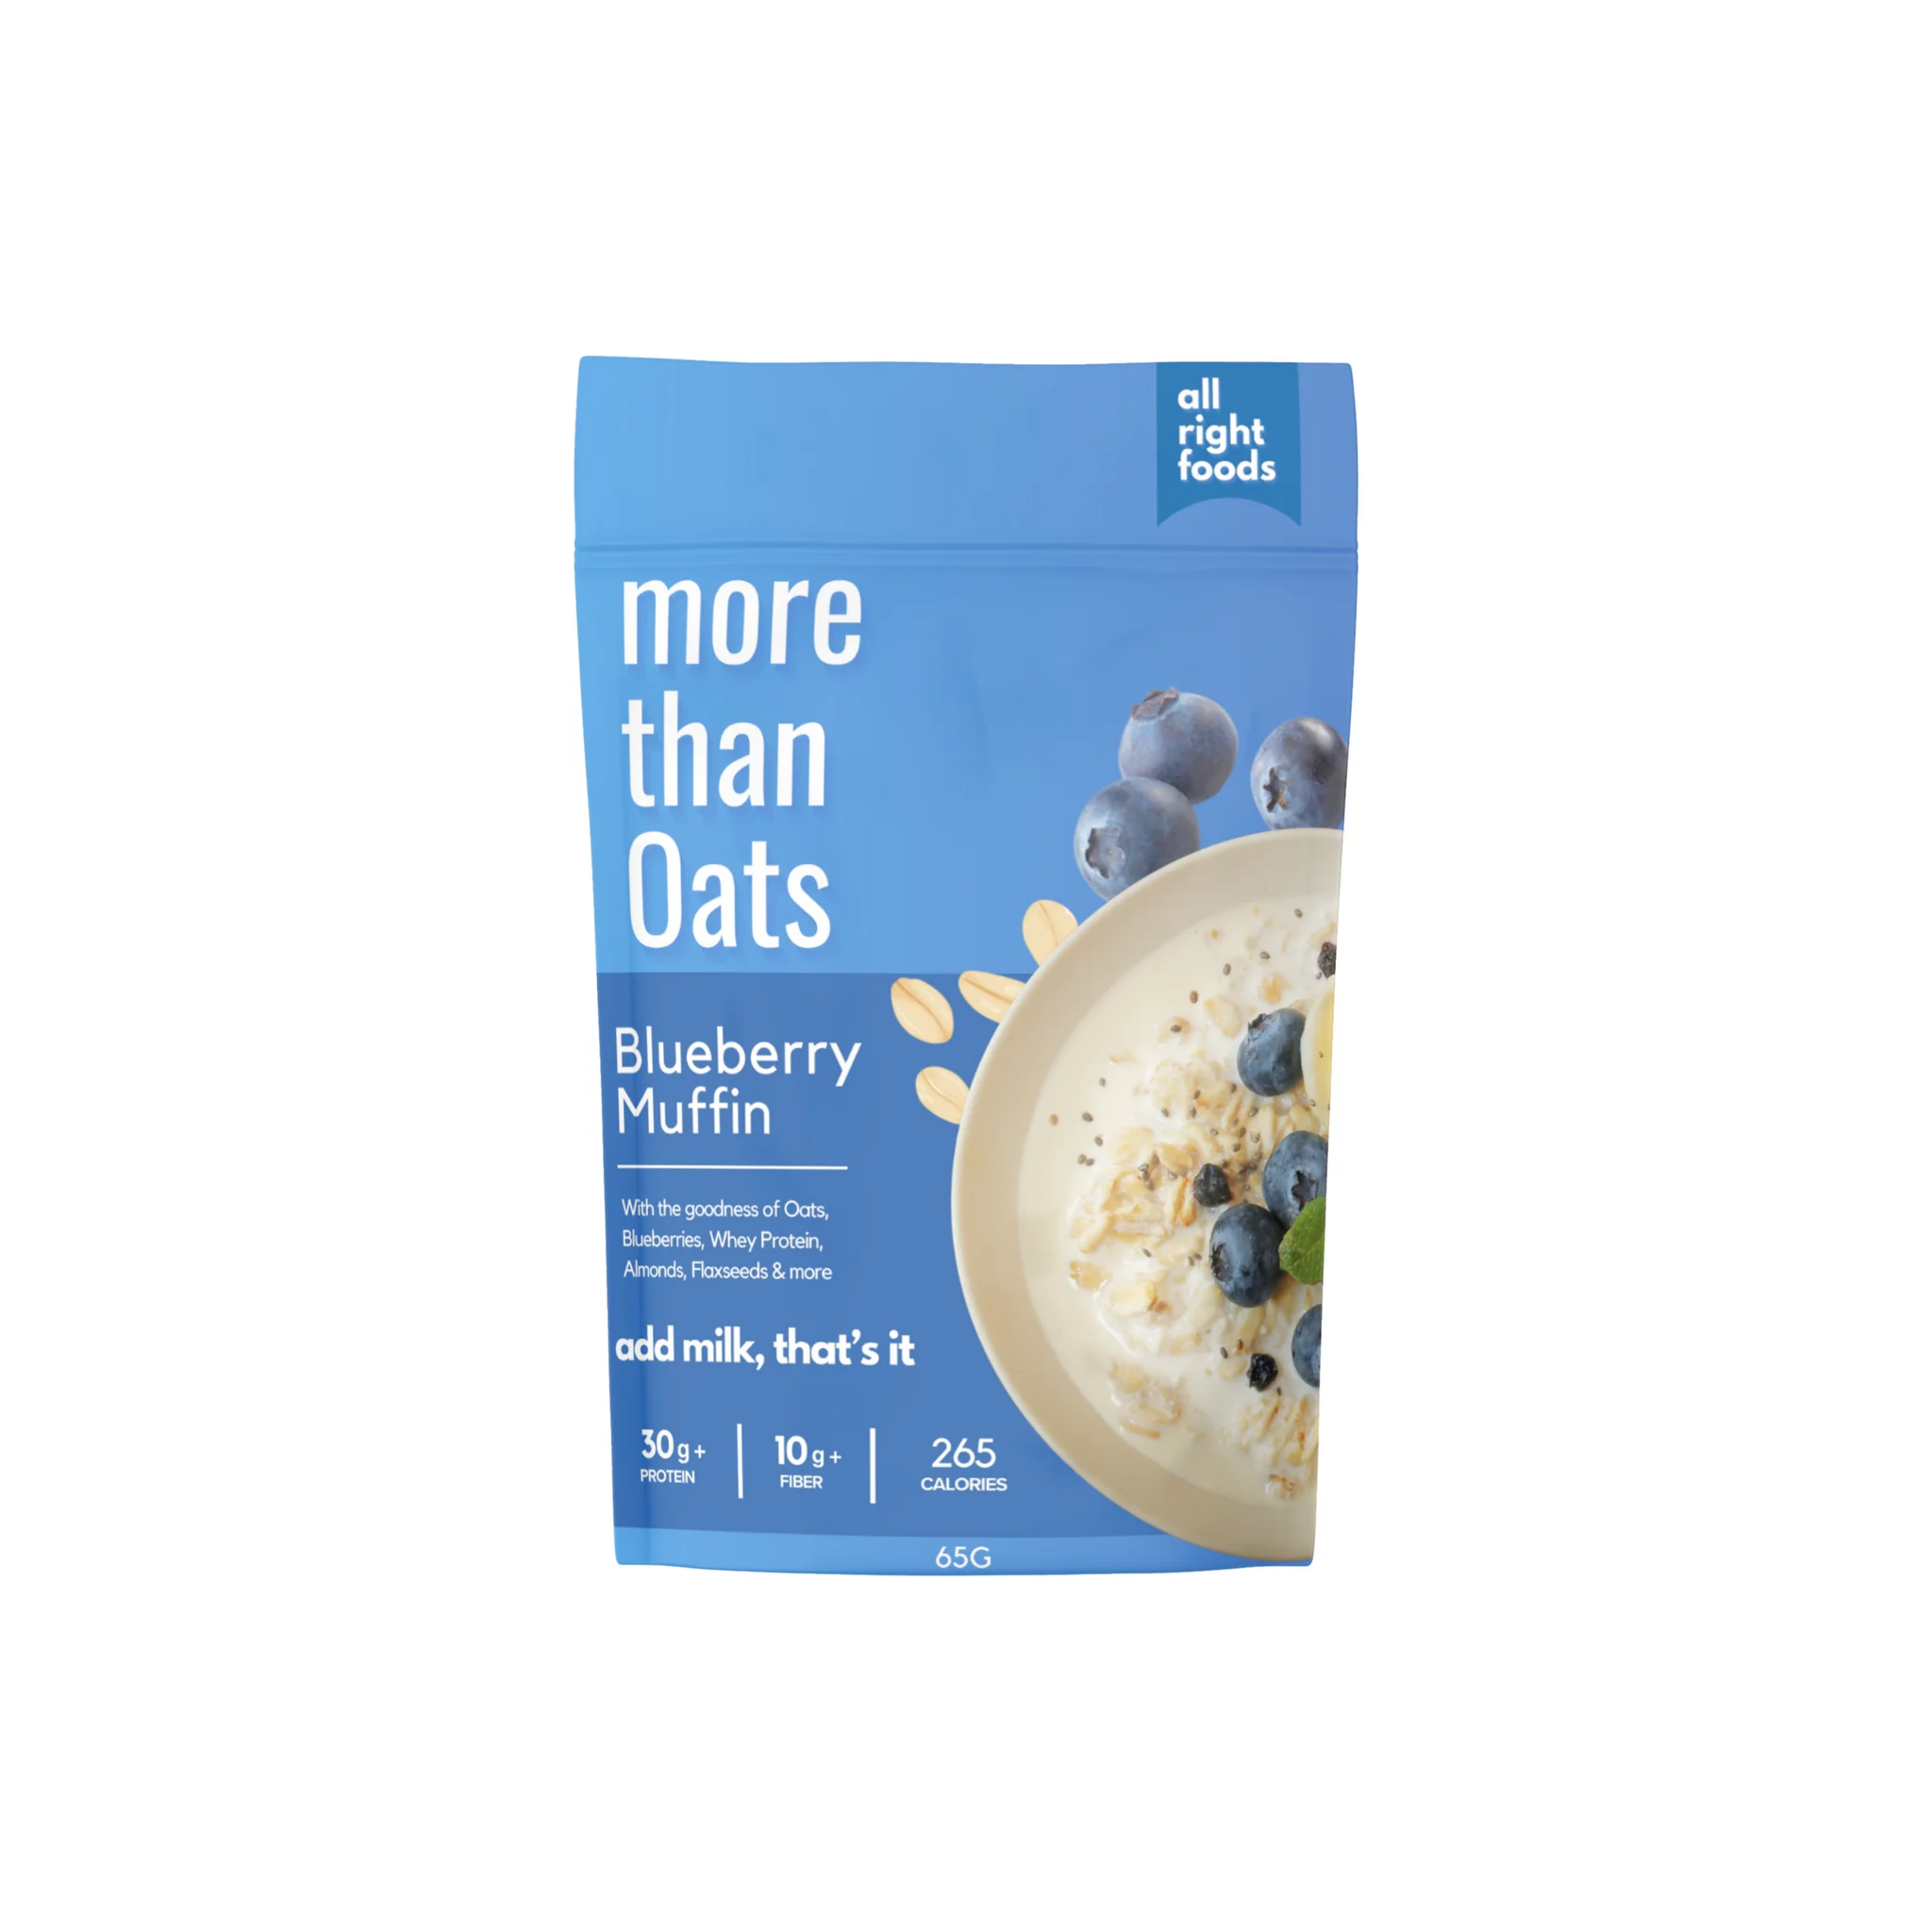 all
right
foods
more
than
Oats
Blueberry
Muffin
With the goodness of Oats,
Blueberries, Whey Protein,
Almonds, Flaxseeds & more
add milk, that's it
30g+ 10g+ 265
PROTEIN FIBER CALORIES
65G